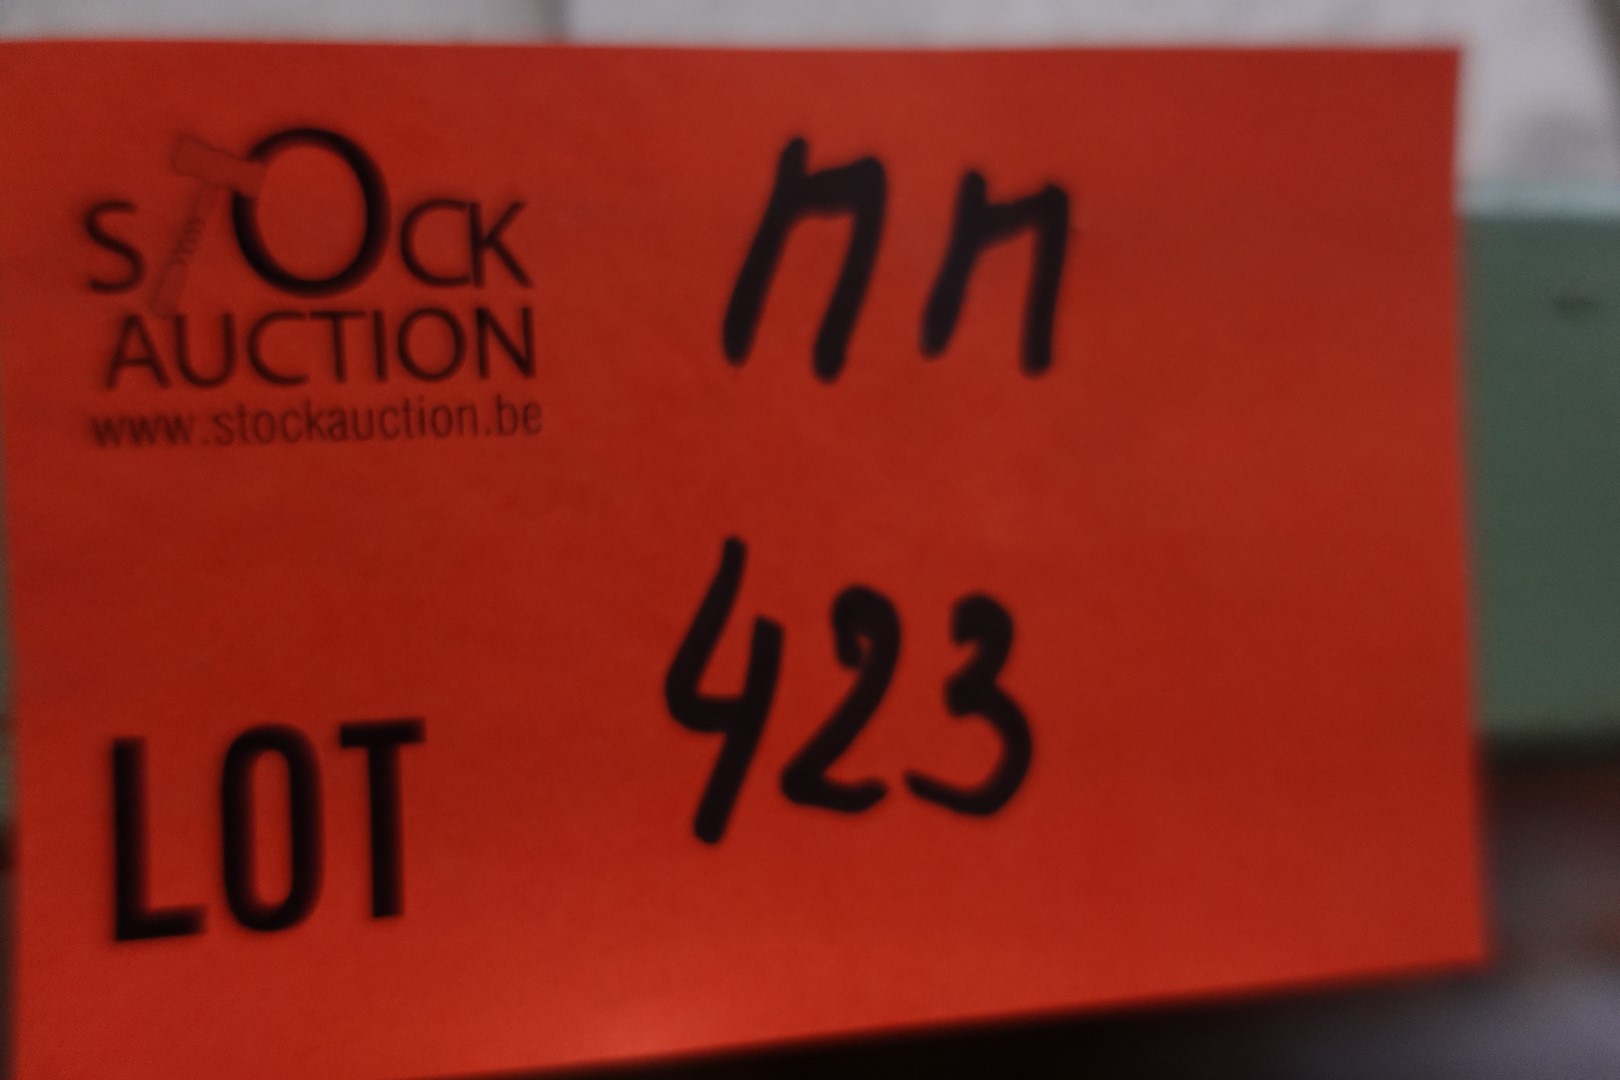 STOCK
AUCTION
www.stockauction.be
nn
LOT 423